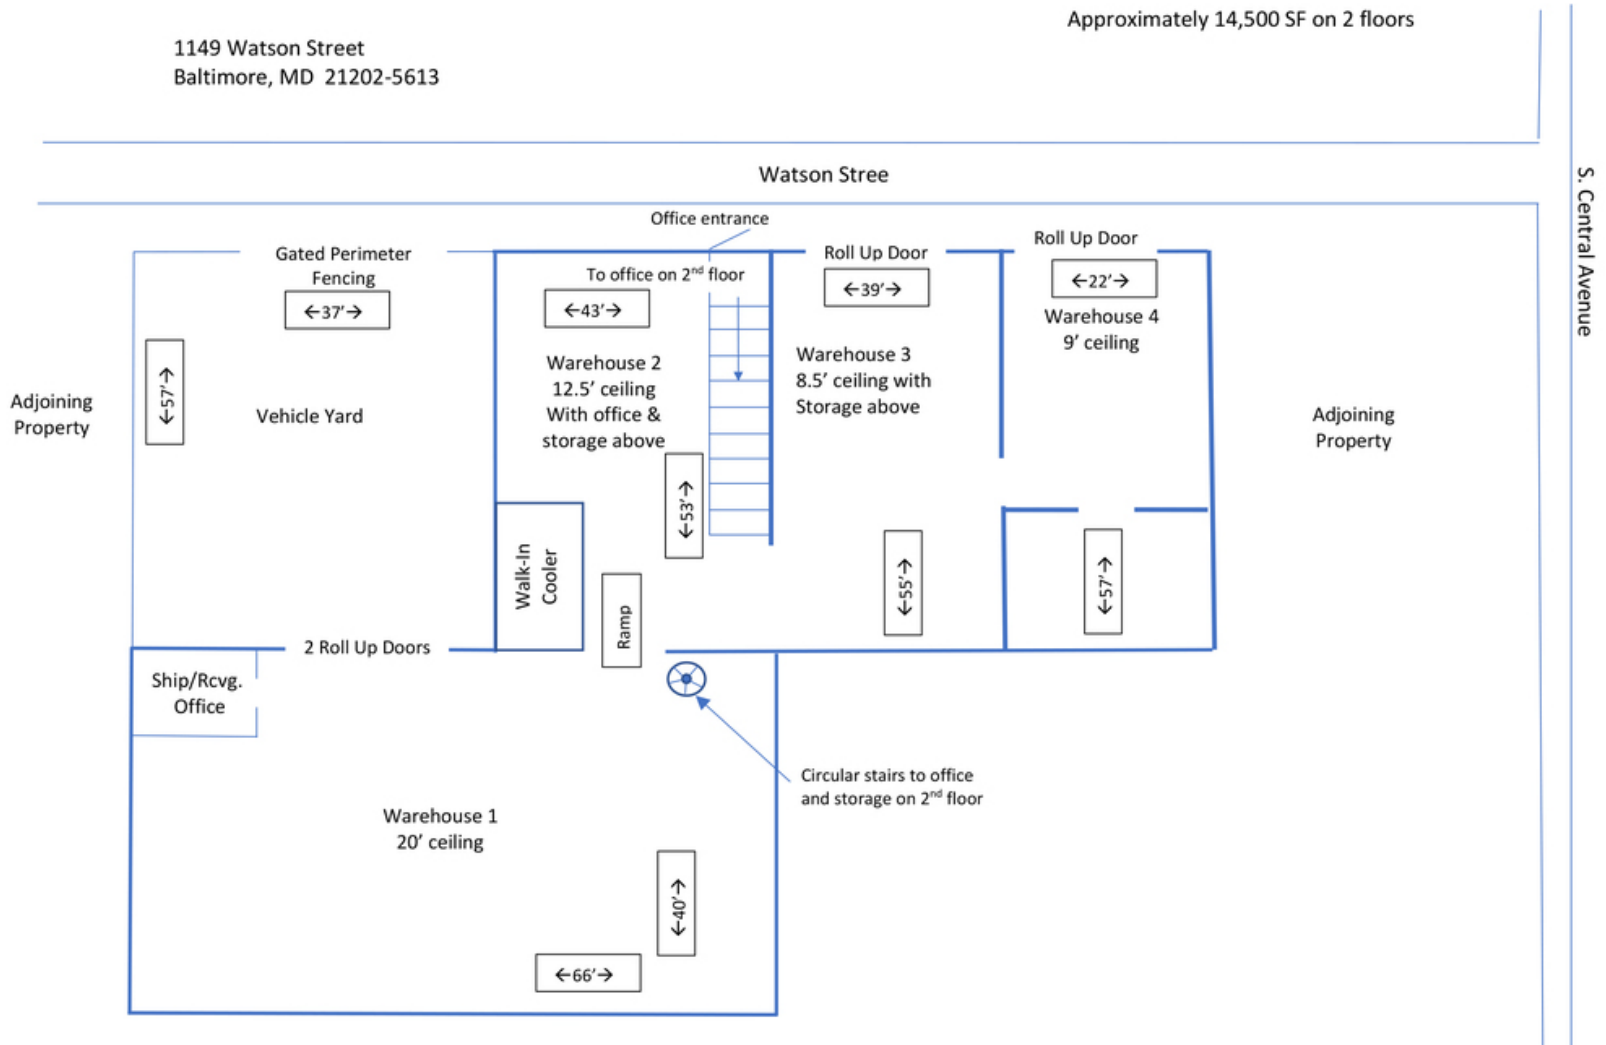 Approximately 14,500 SF on 2 floors
1149 Watson Street
Baltimore, MD  21202-5613
Watson Stree
S. Central Avenue
Office entrance
Roll Up Door
Roll Up Door
Gated Perimeter
Fencing
To office on 2nd floor
←37'→
←43'→
←39'→
←22'→
Warehouse 4
9' ceiling
←57'→
Warehouse 2
12.5' ceiling
With office &
storage above
Warehouse 3
8.5' ceiling with
Storage above
Adjoining
Property
Vehicle Yard
Adjoining
Property
←53'→
Walk-In
Cooler
Ramp
←55'→
←57'→
2 Roll Up Doors
Ship/Rcvg.
Office
Circular stairs to office
and storage on 2nd floor
Warehouse 1
20' ceiling
←40'→
←66'→